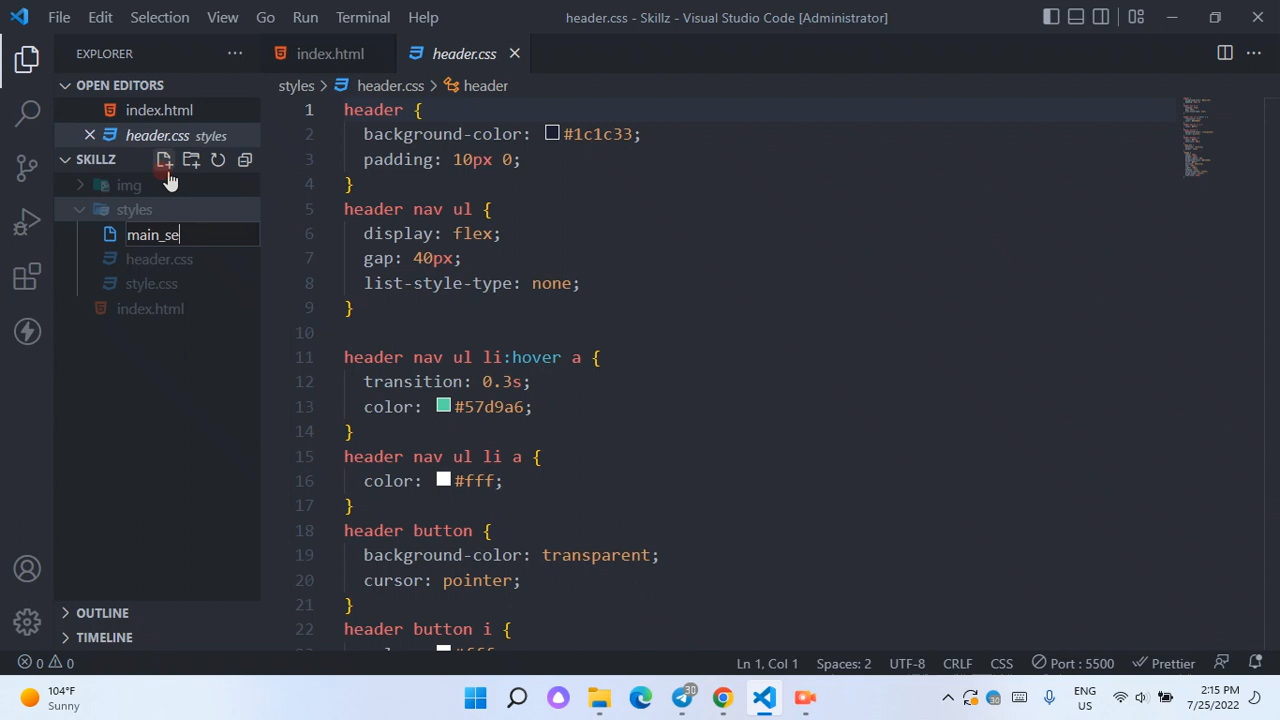 File Edit Selection View Go Run Terminal Help header.css - Skillz - Visual Studio Code [Administrator]
EXPLORER ···
index.html header.css
OPEN EDITORS
index.html
header.css styles
SKILLZ
img
styles
main_se
header.css
style.css
index.html
OUTLINE
TIMELINE
styles > header.css > header
1 header {
2 background-color: #1c1c33;
3 padding: 10px 0;
4 }
5 header nav ul {
6 display: flex;
7 gap: 40px;
8 list-style-type: none;
9 }
10
11 header nav ul li:hover a {
12 transition: 0.3s;
13 color: #57d9a6;
14 }
15 header nav ul li a {
16 color: #fff;
17 }
18 header button {
19 background-color: transparent;
20 cursor: pointer;
21 }
22 header button i {
0 0 Ln 1, Col 1 Spaces: 2 UTF-8 CRLF CSS Port : 5500 Prettier
104°F
Sunny
30
30
ENG
US
2:15 PM
7/25/2022